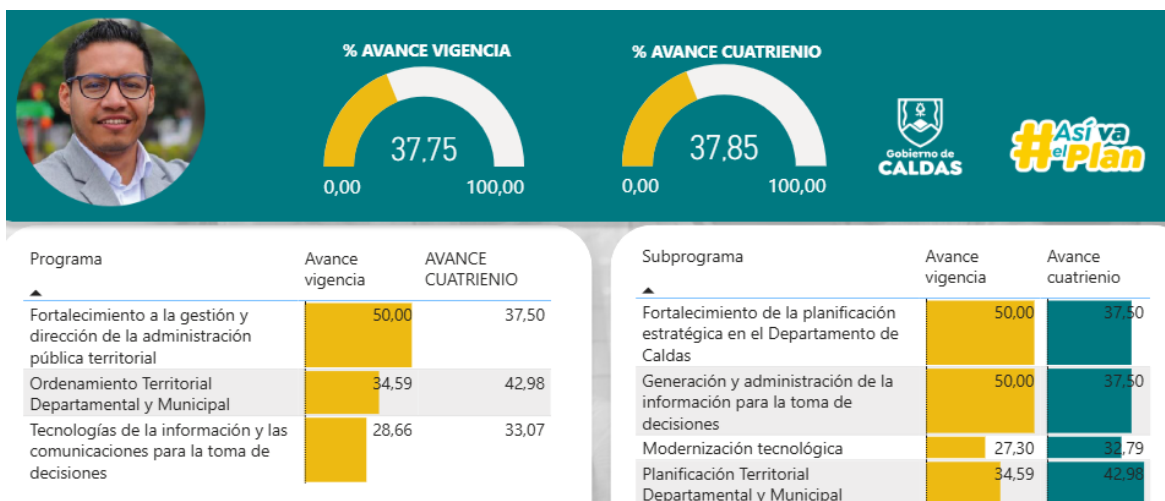 % AVANCE VIGENCIA
37,75
0,00
100,00
% AVANCE CUATRIENIO
37,85
0,00
100,00
Gobierno de
CALDAS
#Así va
el Plan
Programa
Avance
vigencia
AVANCE
CUATRIENIO
Fortalecimiento a la gestión y
dirección de la administración
pública territorial
50,00
37,50
Ordenamiento Territorial
Departamental y Municipal
34,59
42,98
Tecnologías de la información y las
comunicaciones para la toma de
decisiones
28,66
33,07
Subprograma
Avance
vigencia
Avance
cuatrienio
Fortalecimiento de la planificación
estratégica en el Departamento de
Caldas
50,00
37,50
Generación y administración de la
información para la toma de
decisiones
50,00
37,50
Modernización tecnológica
27,30
32,79
Planificación Territorial
Departamental y Municipal
34,59
42,98